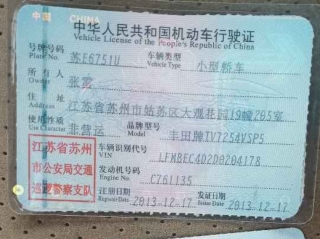 中国 CHINA
中华人民共和国机动车行驶证
Vehicle License of the People's Republic of China
号牌号码 苏E6751U 车辆类型 小型轿车
Plate No. Vehicle Type
所有人
Owner
住址 江苏省苏州市姑苏区大观巷园19幢205室
Address
使用性质 非营运 品牌型号 丰田牌TV7254VSP5
Use Character Model
江苏省苏州
市公安局交通
巡逻警察支队
车辆识别代号
VIN LFMBEC4D2D0204178
发动机号码 C761135
Engine No.
注册日期 2013-12-17 发证日期 2013-12-17
Register Date Issue Date